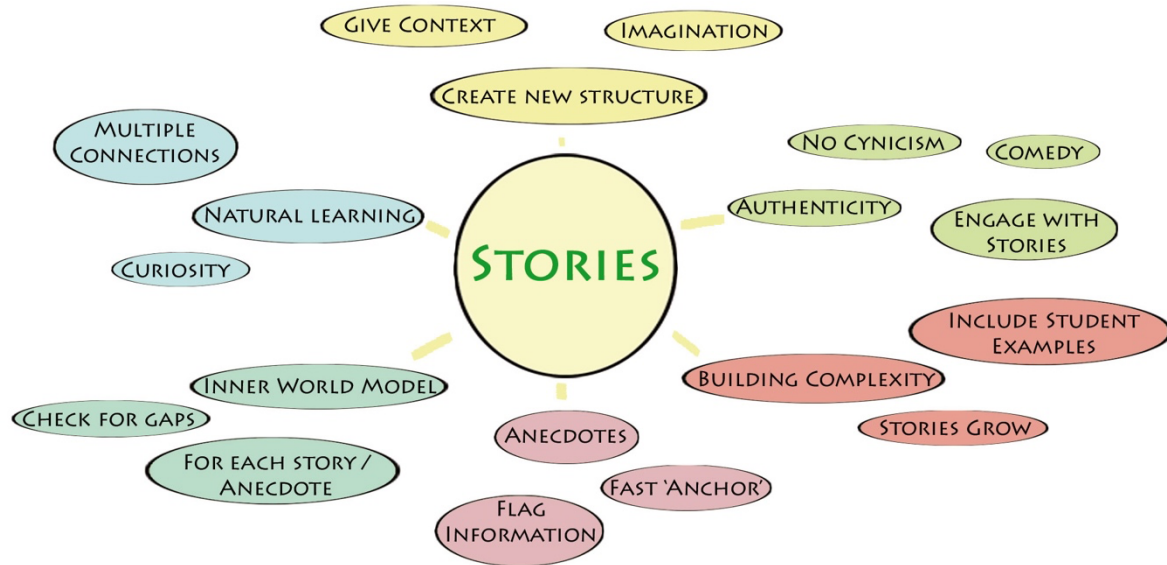 GIVE CONTEXT
IMAGINATION
CREATE NEW STRUCTURE
MULTIPLE
CONNECTIONS
NATURAL LEARNING
CURIOSITY
NO CYNICISM
COMEDY
AUTHENTICITY
ENGAGE WITH
STORIES
STORIES
INCLUDE STUDENT
EXAMPLES
BUILDING COMPLEXITY
STORIES GROW
INNER WORLD MODEL
CHECK FOR GAPS
FOR EACH STORY /
ANECDOTE
ANECDOTES
FAST ‘ANCHOR’
FLAG
INFORMATION